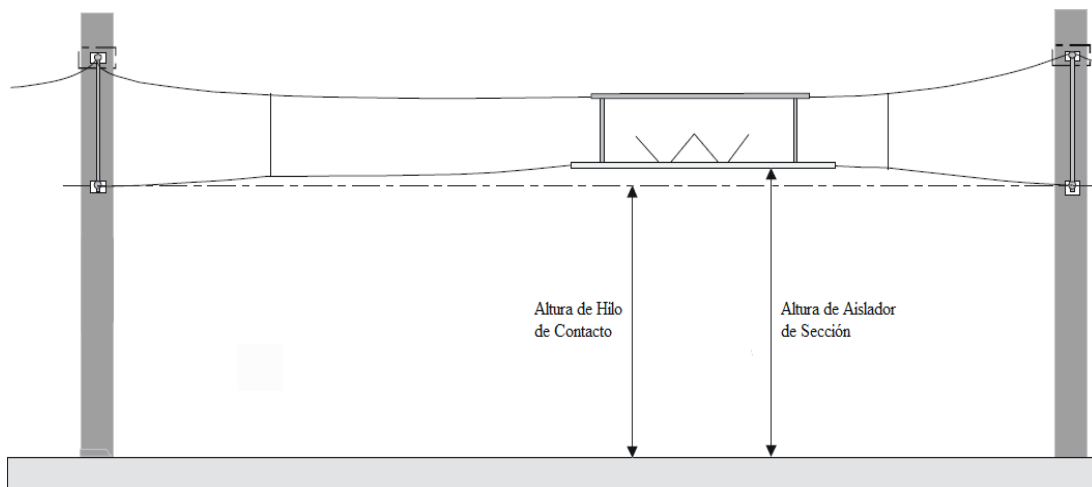 Altura de Hilo
de Contacto
Altura de Aislador
de Sección